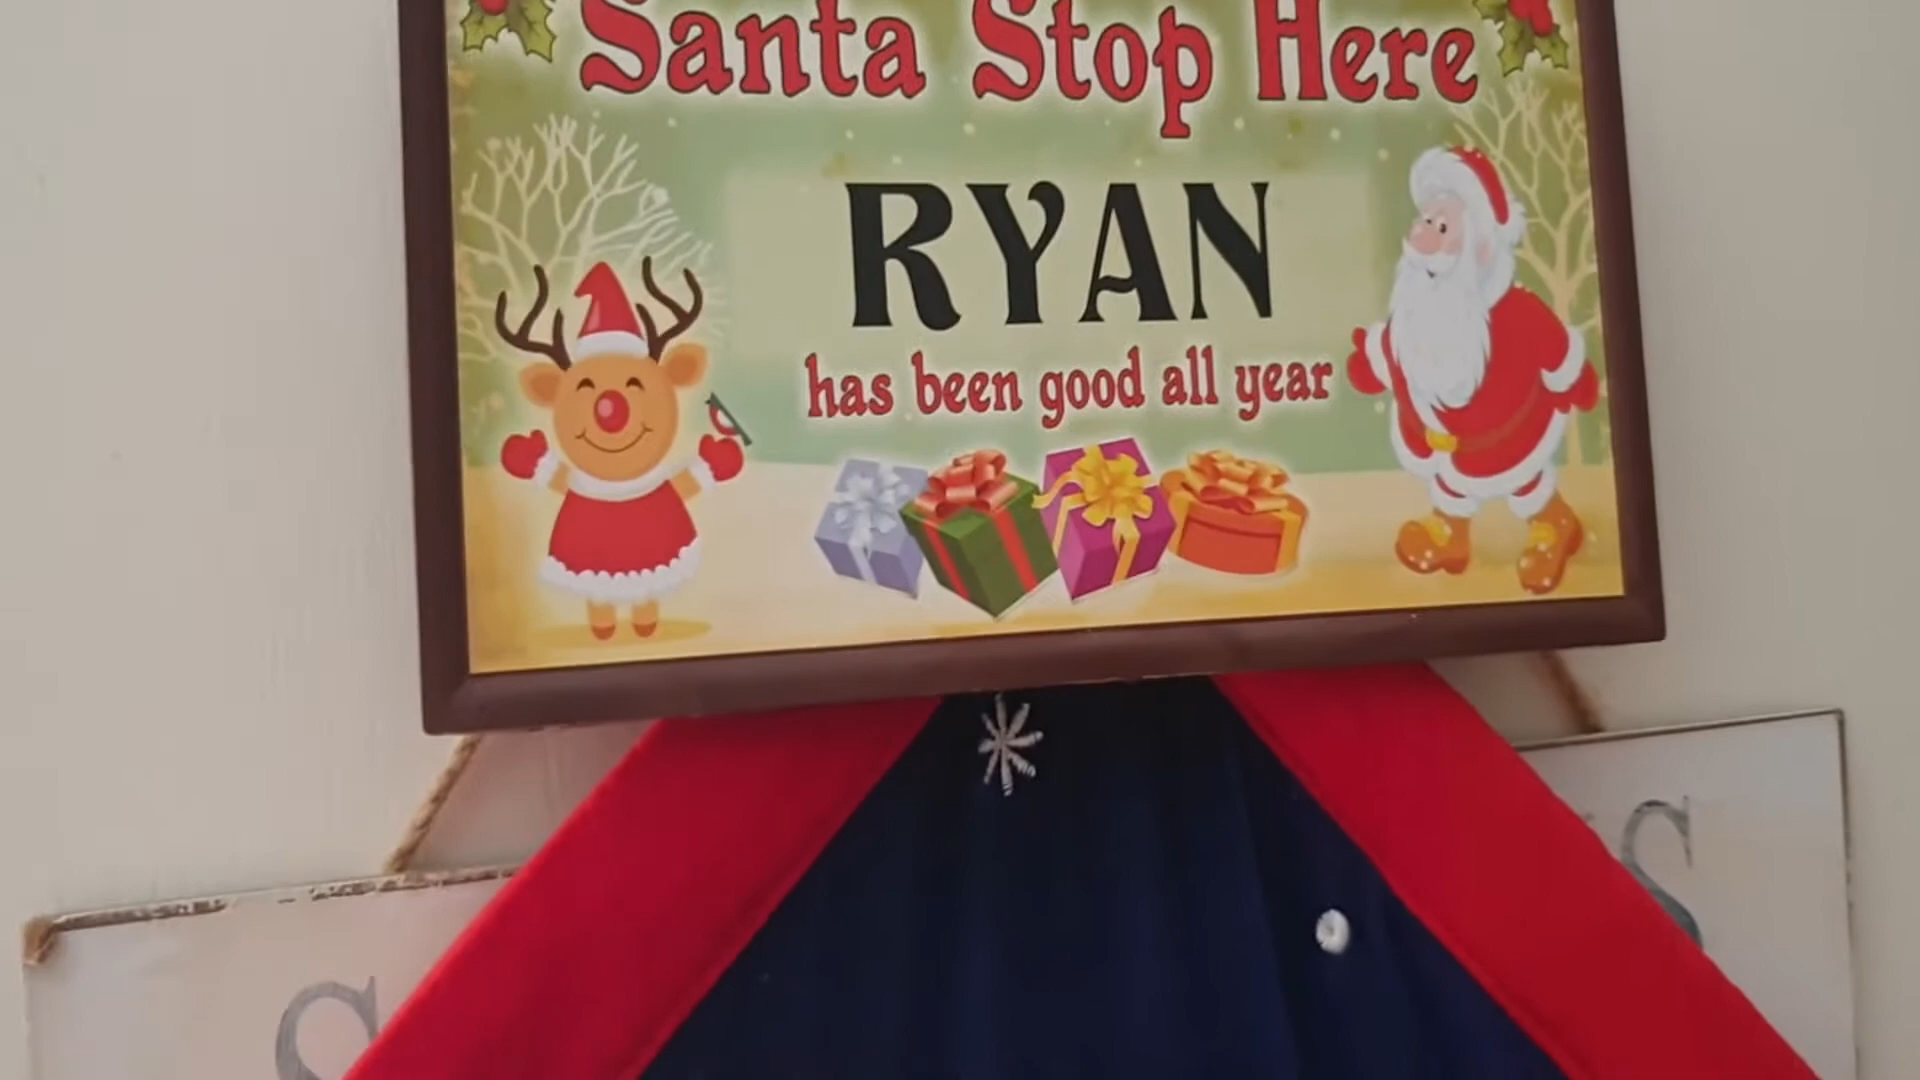 Santa Stop Here
RYAN
has been good all year
S
S